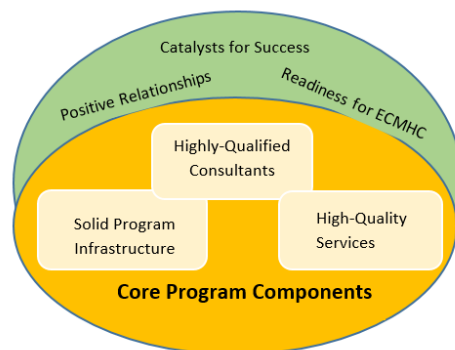 Catalysts for Success
Positive Relationships
Readiness for ECMHC
Highly-Qualified
Consultants
Solid Program
Infrastructure
High-Quality
Services
Core Program Components